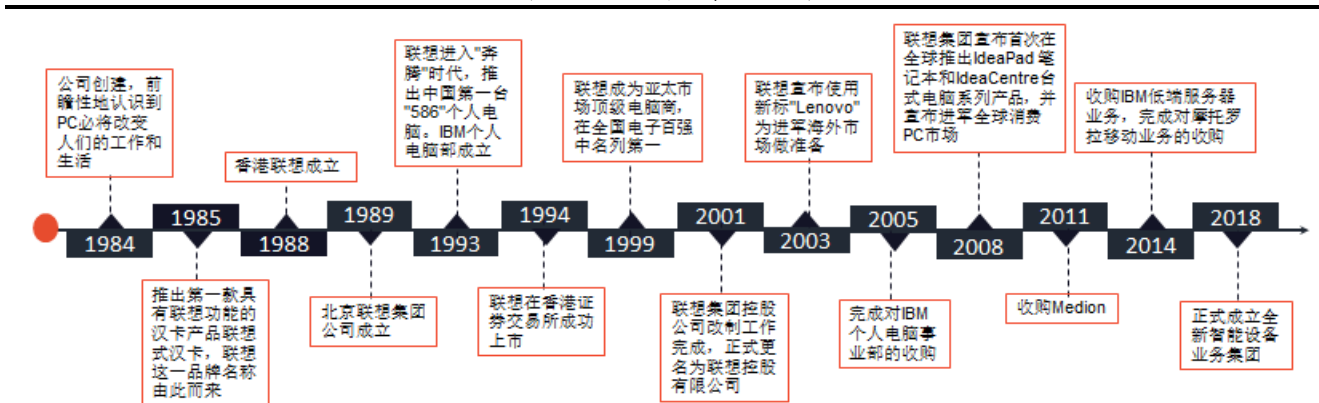 公司创建，前
瞻性地认识到
PC必将改变
人们的工作和
生活
1984
1985
推出第一款具
有联想功能的
汉卡产品联想
式汉卡，联想
这一品牌名称
由此而来
香港联想成立
1988
1989
北京联想集团
公司成立
联想进入"奔
腾"时代，推
出中国第一台
"586"个人电
脑。IBM个人
电脑部成立
1993
1994
联想在香港证
券交易所成功
上市
联想成为亚太市
场顶级电脑商，
在全国电子百强
中名列第一
1999
2001
联想集团控股
公司改制工作
完成，正式更
名为联想控股
有限公司
联想宣布使用
新标"Lenovo"
为进军海外市
场做准备
2003
2005
完成对IBM
个人电脑事
业部的收购
联想集团宣布首次在
全球推出IdeaPad 笔
记本和IdeaCentre台
式电脑系列产品，并
宣布进军全球消费
PC市场
2008
2011
收购Medion
收购IBM低端服务器
业务，完成对摩托罗
拉移动业务的收购
2014
2018
正式成立全
新智能设备
业务集团